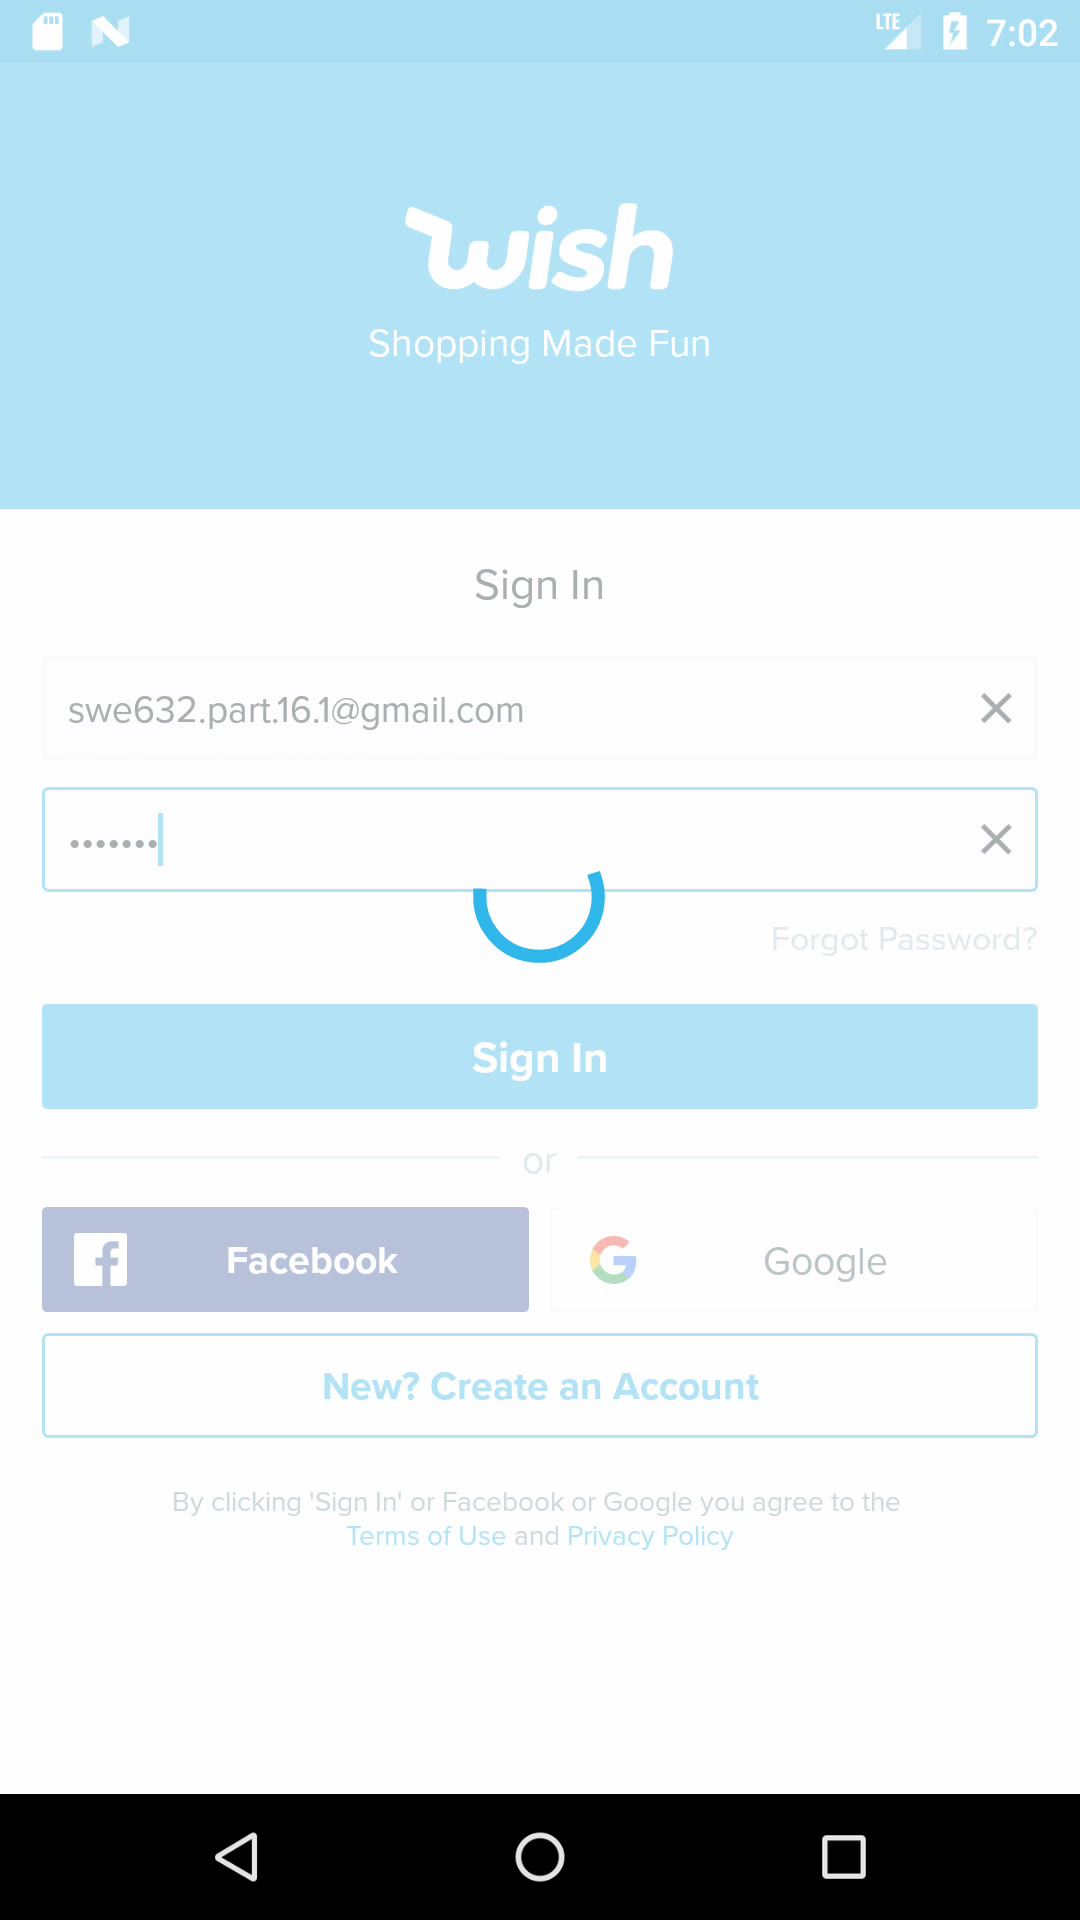 LTE 7:02
wish
Shopping Made Fun
Sign In
swe632.part.16.1@gmail.com
•••••••
Forgot Password?
Sign In
or
Facebook
Google
New? Create an Account
By clicking 'Sign In' or Facebook or Google you agree to the
Terms of Use and Privacy Policy